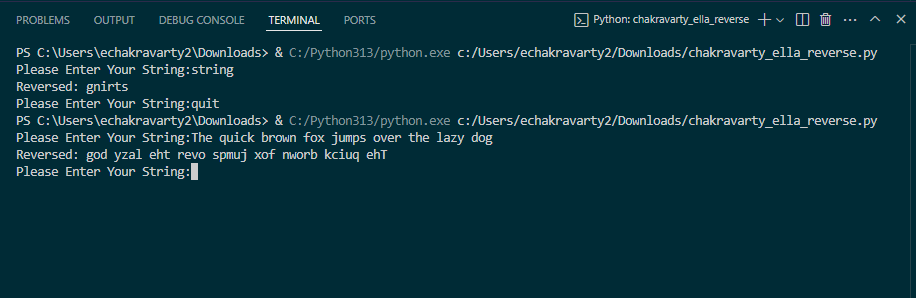 PROBLEMS OUTPUT DEBUG CONSOLE TERMINAL PORTS Python: chakravarty_ella_reverse
PS C:\Users\echakravarty2\Downloads> & C:/Python313/python.exe c:/Users/echakravarty2/Downloads/chakravarty_ella_reverse.py
Please Enter Your String:string
Reversed: gnirts
Please Enter Your String:quit
PS C:\Users\echakravarty2\Downloads> & C:/Python313/python.exe c:/Users/echakravarty2/Downloads/chakravarty_ella_reverse.py
Please Enter Your String:The quick brown fox jumps over the lazy dog
Reversed: god yzal eht revo spmuj xof nworb kciuq ehT
Please Enter Your String: